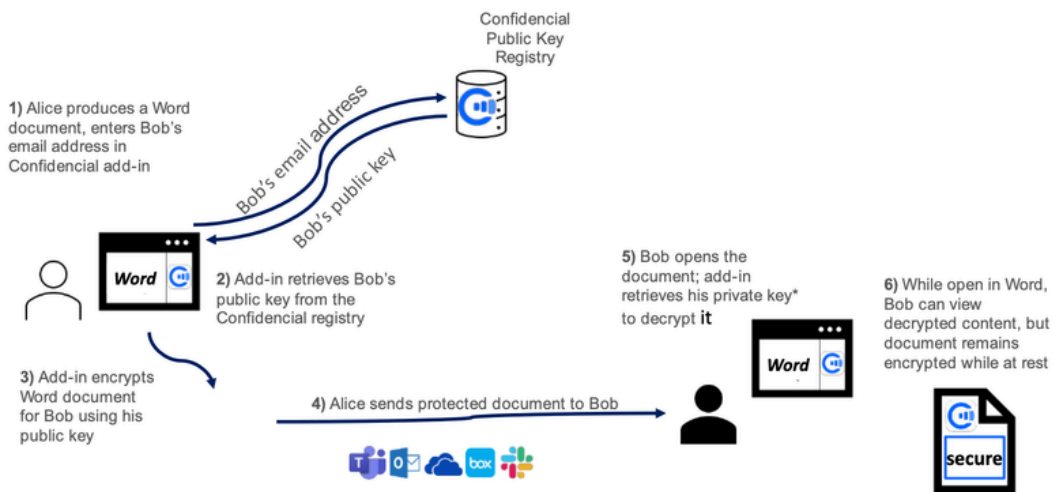 Confidencial
Public Key
Registry
1) Alice produces a Word
document, enters Bob's
email address in
Confidencial add-in
Bob's email address
Bob's public key
Word
2) Add-in retrieves Bob's
public key from the
Confidencial registry
3) Add-in encrypts
Word document
for Bob using his
public key
4) Alice sends protected document to Bob
T
O
box
5) Bob opens the
document; add-in
retrieves his private key*
to decrypt it
Word
6) While open in Word,
Bob can view
decrypted content, but
document remains
encrypted while at rest
secure